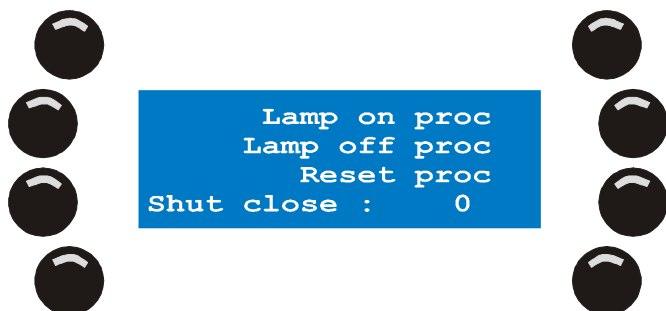 Lamp on proc
Lamp off proc
Reset proc
Shut close : 0